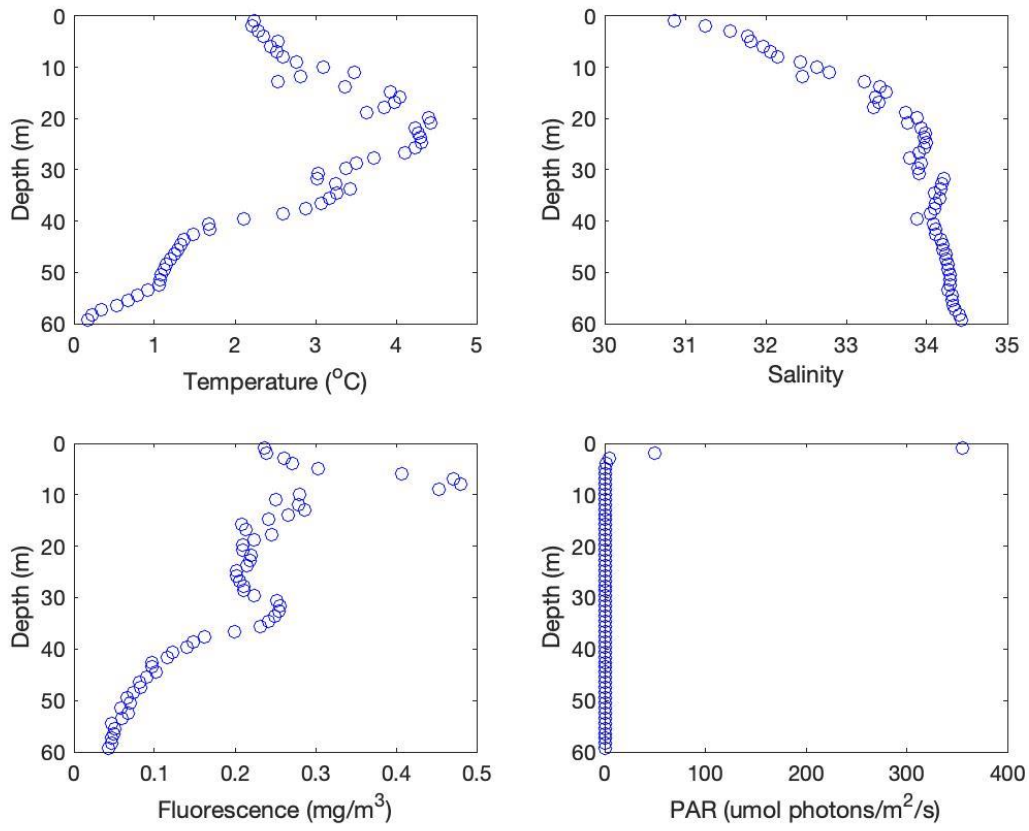 0
10
20
30
40
50
60
Depth (m)
0 1 2 3 4 5
Temperature (°C)
0
10
20
30
40
50
60
Depth (m)
30 31 32 33 34 35
Salinity
0
10
20
30
40
50
60
Depth (m)
0 0.1 0.2 0.3 0.4 0.5
Fluorescence (mg/m³)
0
10
20
30
40
50
60
Depth (m)
0 100 200 300 400
PAR (umol photons/m²/s)